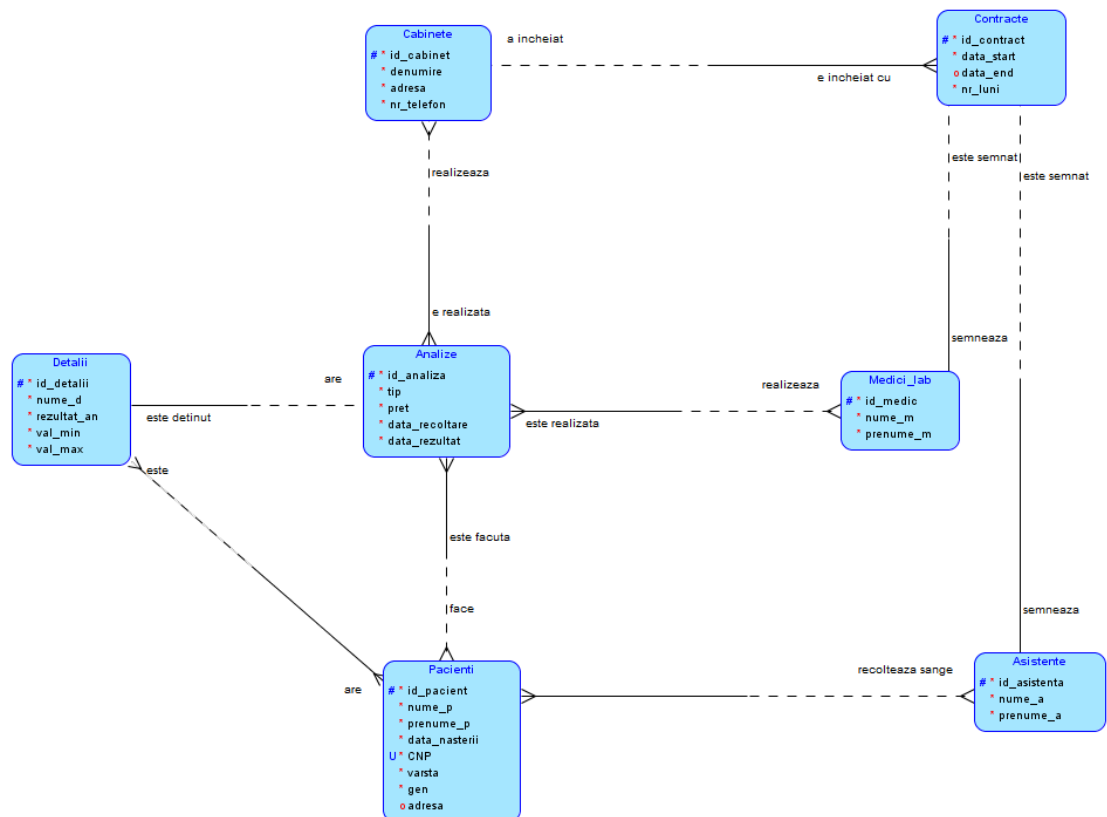 Cabinete
# * id_cabinet
* denumire
* adresa
* nr_telefon
a incheiat
e incheiat cu
Contracte
# * id_contract
* data_start
o data_end
* nr_luni
realizeaza
e realizata
este semnat
este semnat
semneaza
semneaza
Detalii
# * id_detalii
* nume_d
* rezultat_an
* val_min
* val_max
are
este detinut
Analize
# * id_analiza
* tip
* pret
* data_recoltare
* data_rezultat
realizeaza
este realizata
Medici_lab
# * id_medic
* nume_m
* prenume_m
este
are
este facuta
face
Pacienti
# * id_pacient
* nume_p
* prenume_p
* data_nasterii
U * CNP
* varsta
* gen
o adresa
recolteaza sange
Asistente
# * id_asistenta
* nume_a
* prenume_a